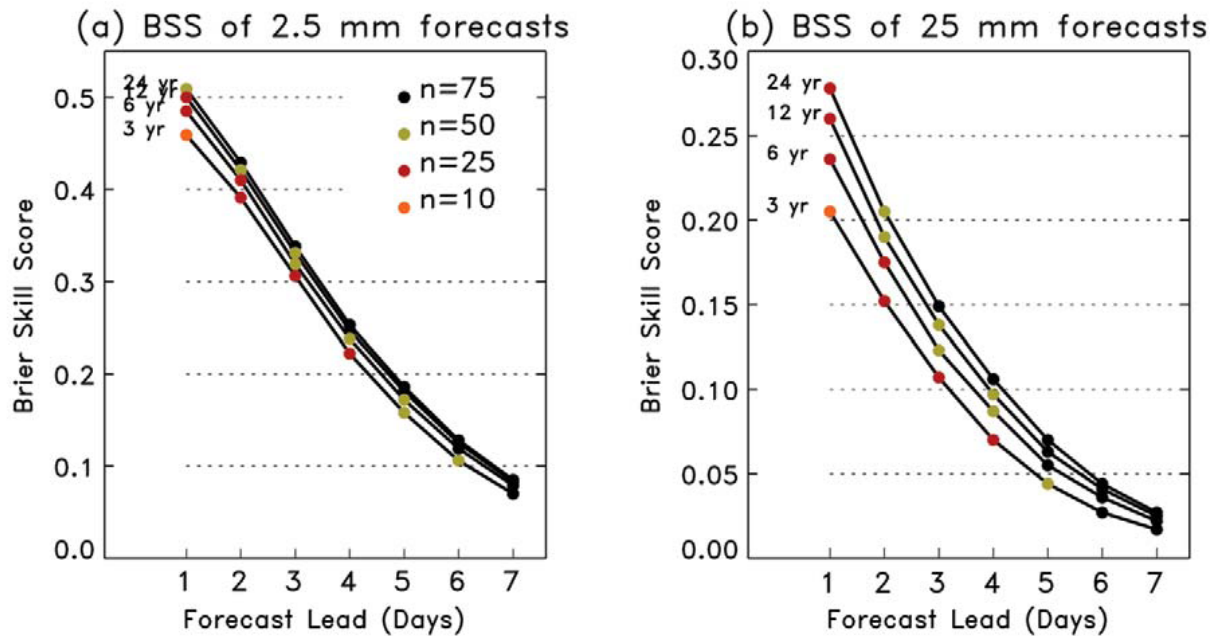 (a) BSS of 2.5 mm forecasts
24 yr
12 yr
6 yr
3 yr
n=75
n=50
n=25
n=10
0.5
0.4
0.3
0.2
0.1
0.0
Brier Skill Score
1 2 3 4 5 6 7
Forecast Lead (Days)
(b) BSS of 25 mm forecasts
24 yr
12 yr
6 yr
3 yr
0.30
0.25
0.20
0.15
0.10
0.05
0.00
Brier Skill Score
1 2 3 4 5 6 7
Forecast Lead (Days)